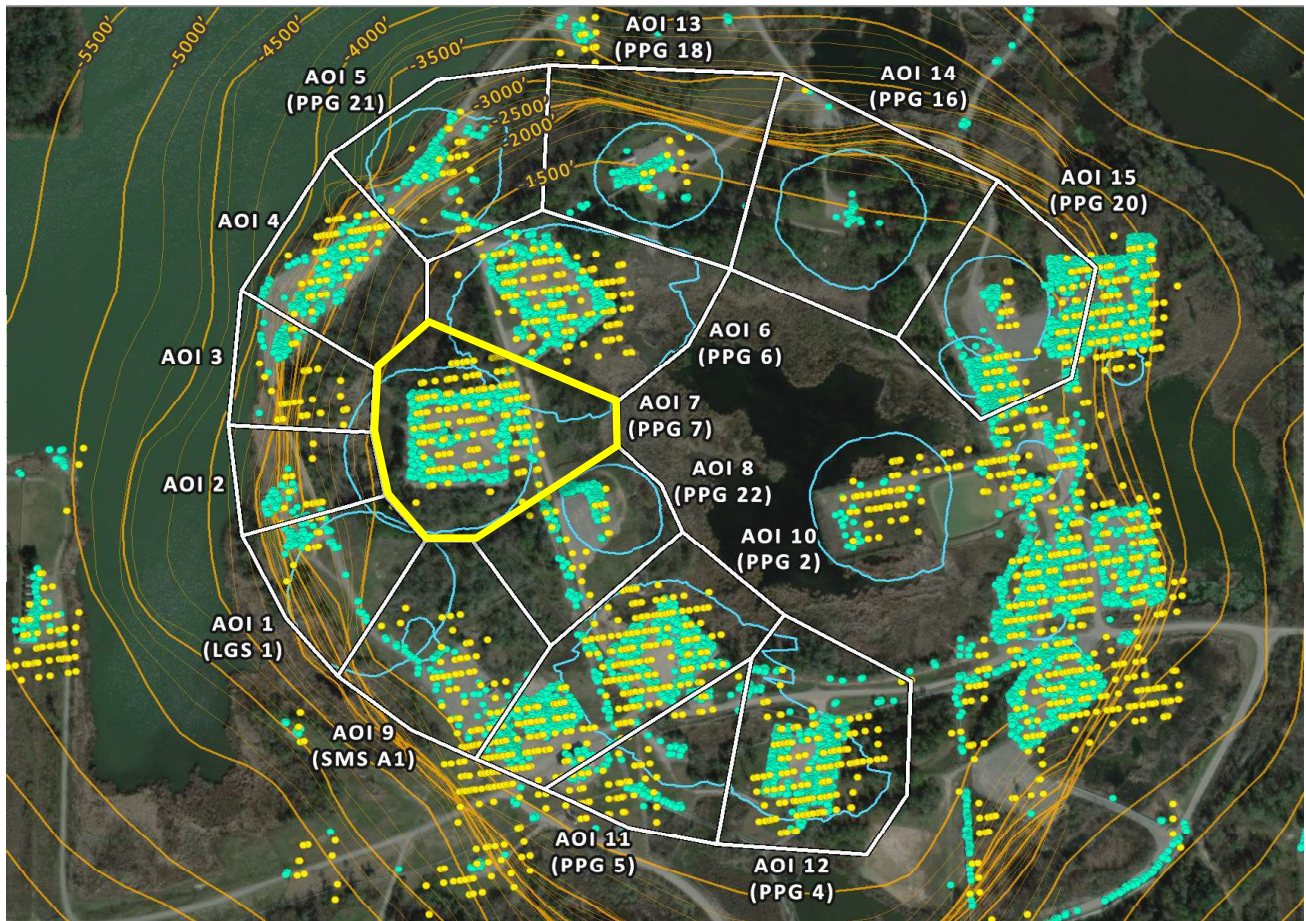 -5500'
-5000'
-4500'
-4000'
-3500'
-3000'
-2500'
-2000'
-1500'
AOI 13
(PPG 18)
AOI 5
(PPG 21)
AOI 14
(PPG 16)
AOI 15
(PPG 20)
AOI 4
AOI 3
AOI 6
(PPG 6)
AOI 7
(PPG 7)
AOI 2
AOI 8
(PPG 22)
AOI 10
(PPG 2)
AOI 1
(LGS 1)
AOI 9
(SMS A1)
AOI 11
(PPG 5)
AOI 12
(PPG 4)